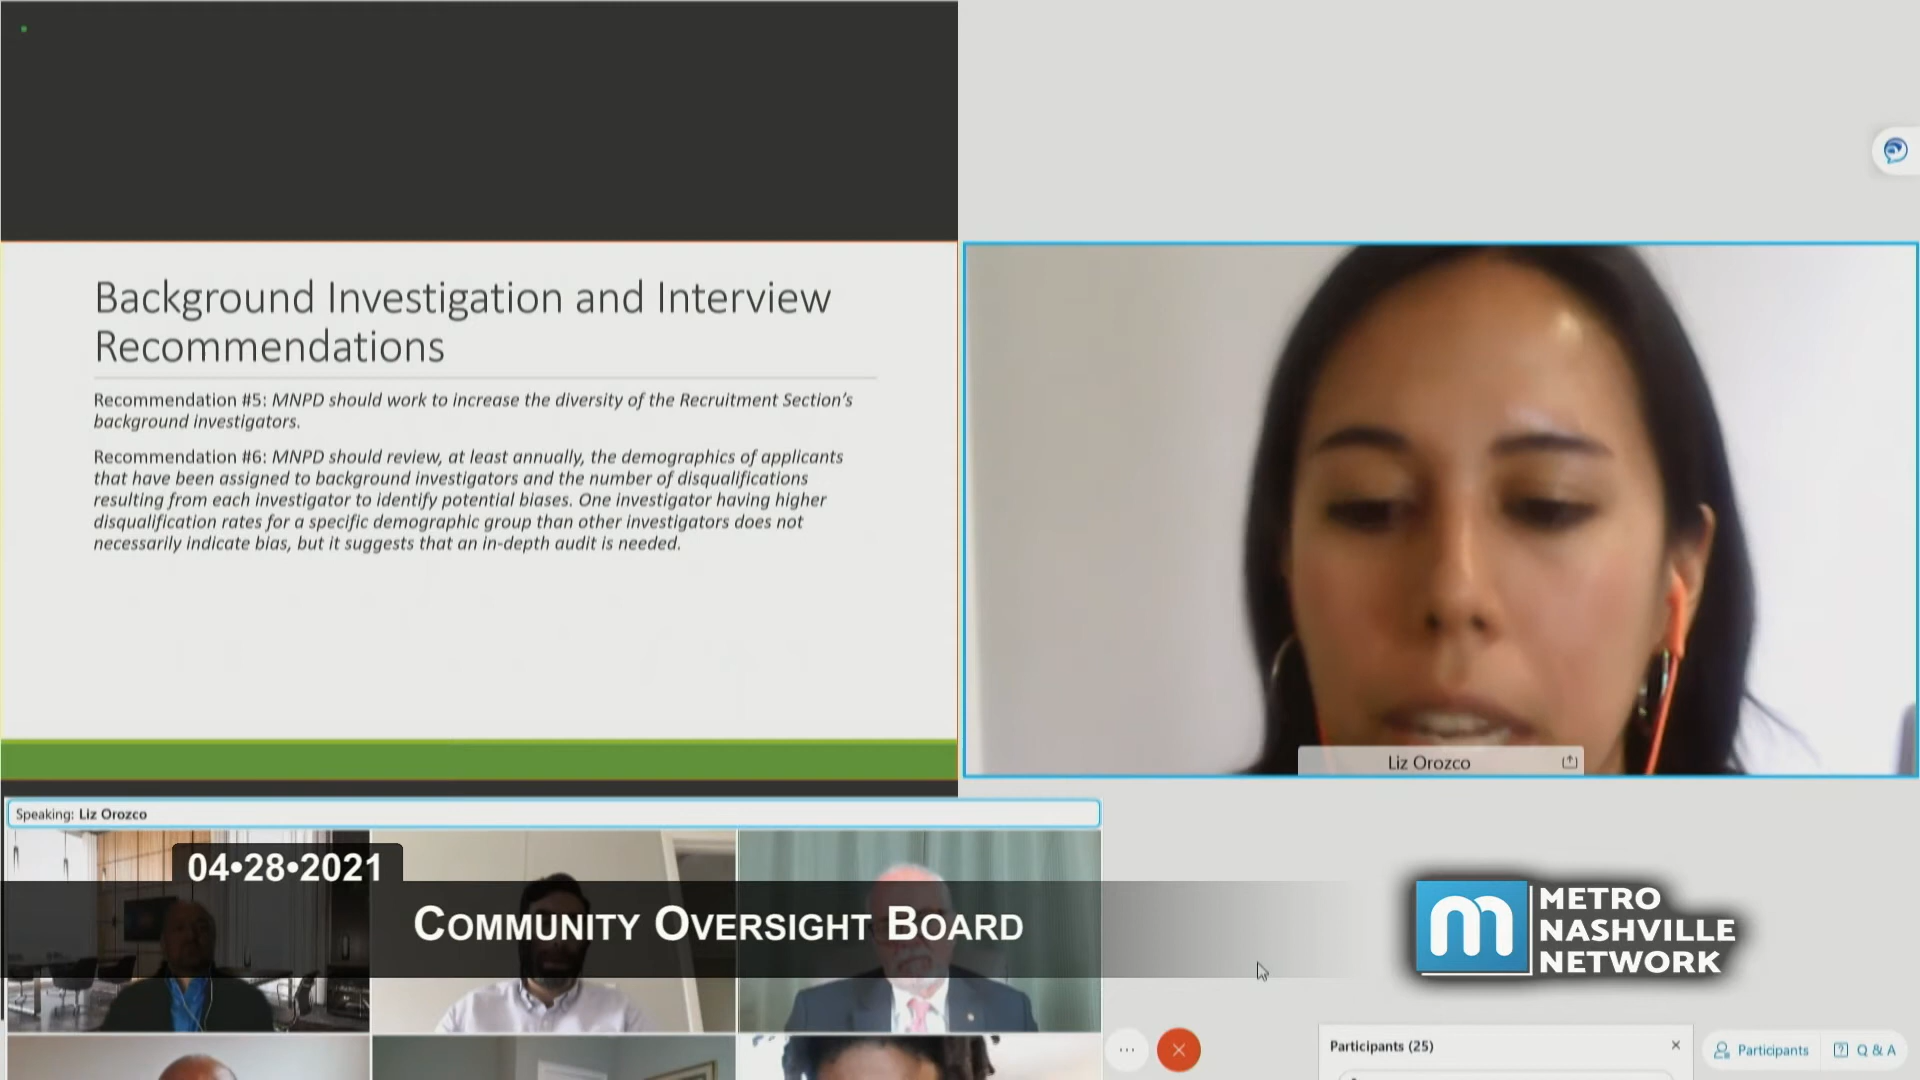 Background Investigation and Interview
Recommendations
Recommendation #5: MNPD should work to increase the diversity of the Recruitment Section's
background investigators.
Recommendation #6: MNPD should review, at least annually, the demographics of applicants
that have been assigned to background investigators and the number of disqualifications
resulting from each investigator to identify potential biases. One investigator having higher
disqualification rates for a specific demographic group than other investigators does not
necessarily indicate bias, but it suggests that an in-depth audit is needed.
Liz Orozco
Speaking: Liz Orozco
04•28•2021
COMMUNITY OVERSIGHT BOARD
m METRO
NASHVILLE
NETWORK
Participants (25)
Participants
Q & A